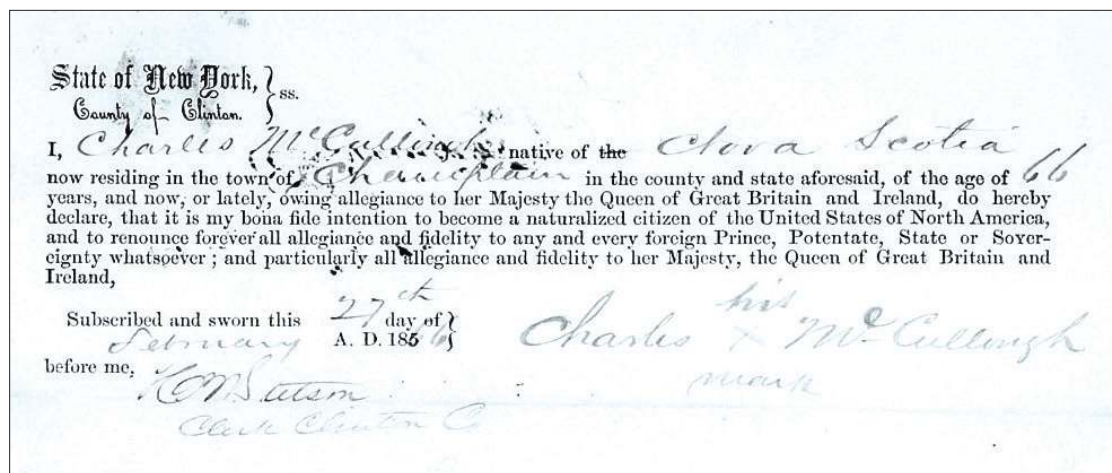 State of New York, } ss.
County of Clinton.
I, Charles McCullough native of the Nova Scotia
now residing in the town of Champlain in the county and state aforesaid, of the age of 66
years, and now, or lately, owing allegiance to her Majesty the Queen of Great Britain and Ireland, do hereby
declare, that it is my bona fide intention to become a naturalized citizen of the United States of North America,
and to renounce forever all allegiance and fidelity to any and every foreign Prince, Potentate, State or Sover-
eignty whatsoever ; and particularly all allegiance and fidelity to her Majesty, the Queen of Great Britain and
Ireland,
Subscribed and sworn this 27th day of }
February A. D. 1856 }
his
Charles X McCullough
mark
before me,
Clerk Clinton Co